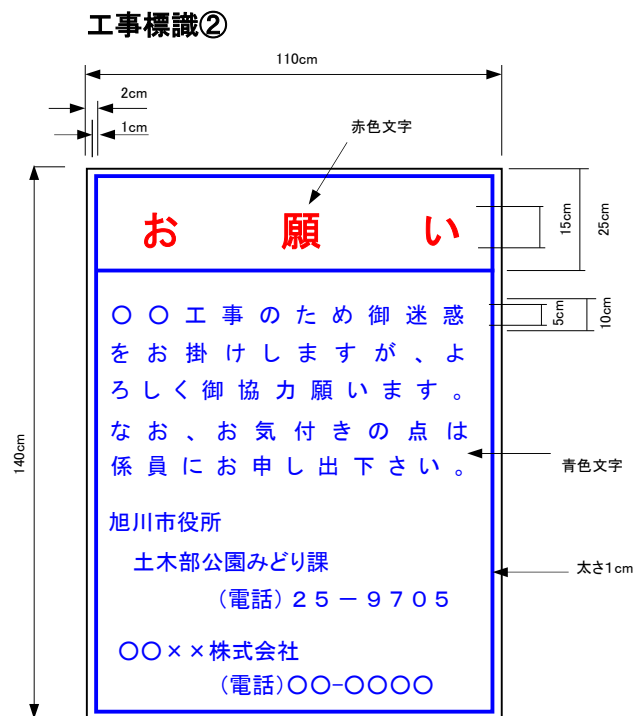 工事標識②
110cm
2cm
1cm
赤色文字
お願い
15cm
25cm
〇〇工事のため御迷惑
をお掛けしますが、よ
ろしく御協力願います。
なお、お気付きの点は
係員にお申し出下さい。
5cm
10cm
140cm
青色文字
旭川市役所
土木部公園みどり課
(電話)25-9705
太さ1cm
〇〇××株式会社
(電話)〇〇-〇〇〇〇